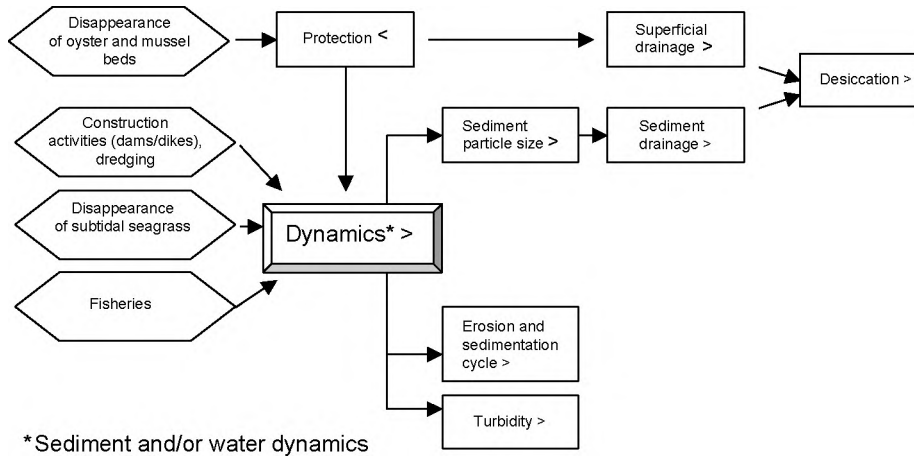 Disappearance
of oyster and mussel
beds
Protection <
Superficial
drainage >
Desiccation >
Construction
activities (dams/dikes),
dredging
Sediment
particle size >
Sediment
drainage >
Disappearance
of subtidal seagrass
Dynamics* >
Fisheries
Erosion and
sedimentation
cycle >
Turbidity >
*Sediment and/or water dynamics